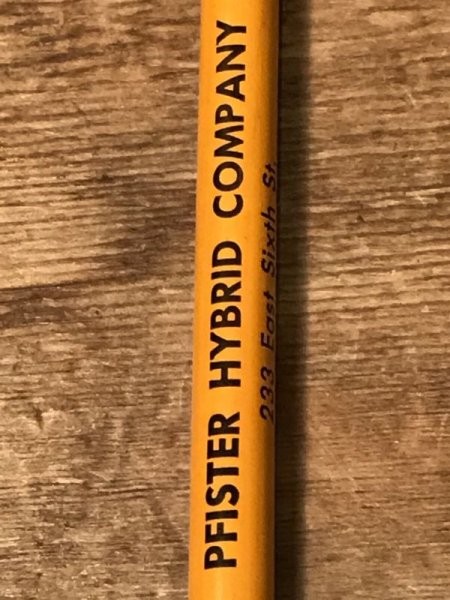 PFISTER HYBRID COMPANY
233 East Sixth St.